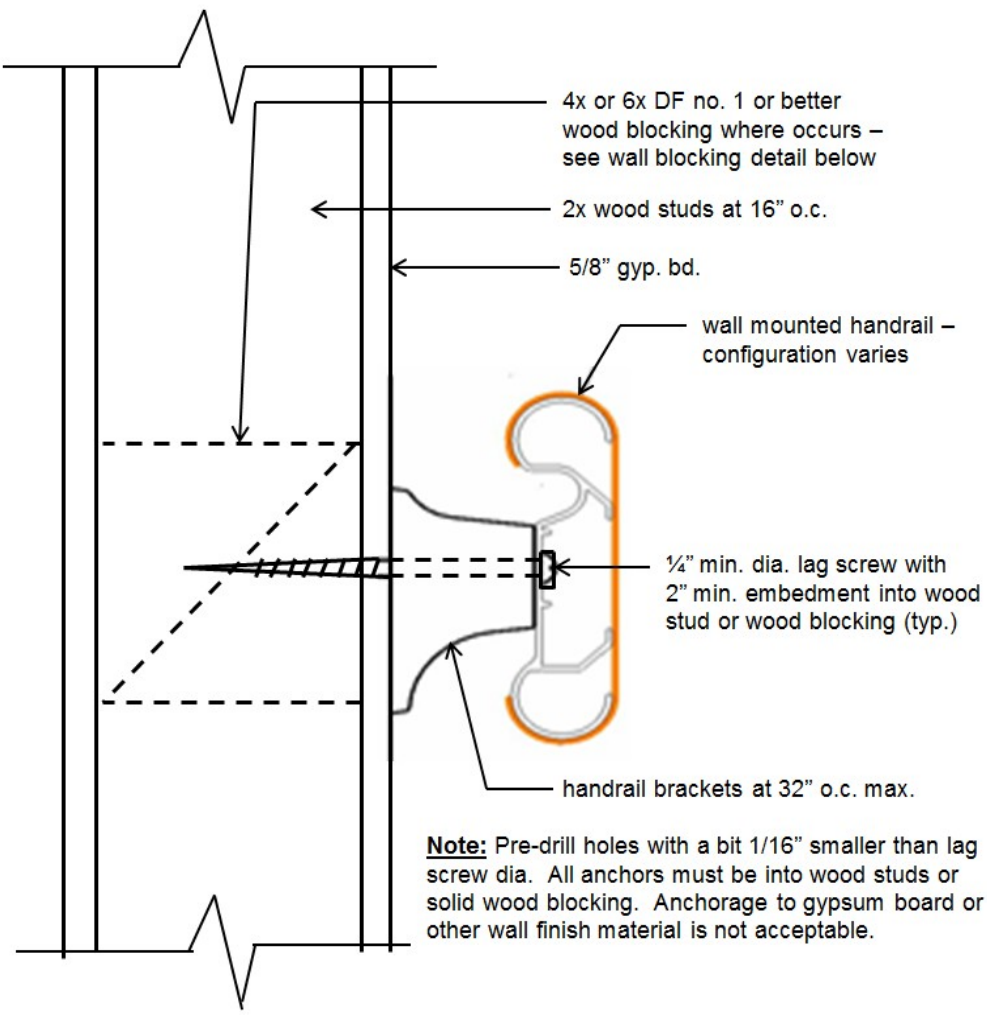 4x or 6x DF no. 1 or better
wood blocking where occurs –
see wall blocking detail below
2x wood studs at 16” o.c.
5/8” gyp. bd.
wall mounted handrail –
configuration varies
¼” min. dia. lag screw with
2” min. embedment into wood
stud or wood blocking (typ.)
handrail brackets at 32” o.c. max.
Note: Pre-drill holes with a bit 1/16” smaller than lag
screw dia. All anchors must be into wood studs or
solid wood blocking. Anchorage to gypsum board or
other wall finish material is not acceptable.